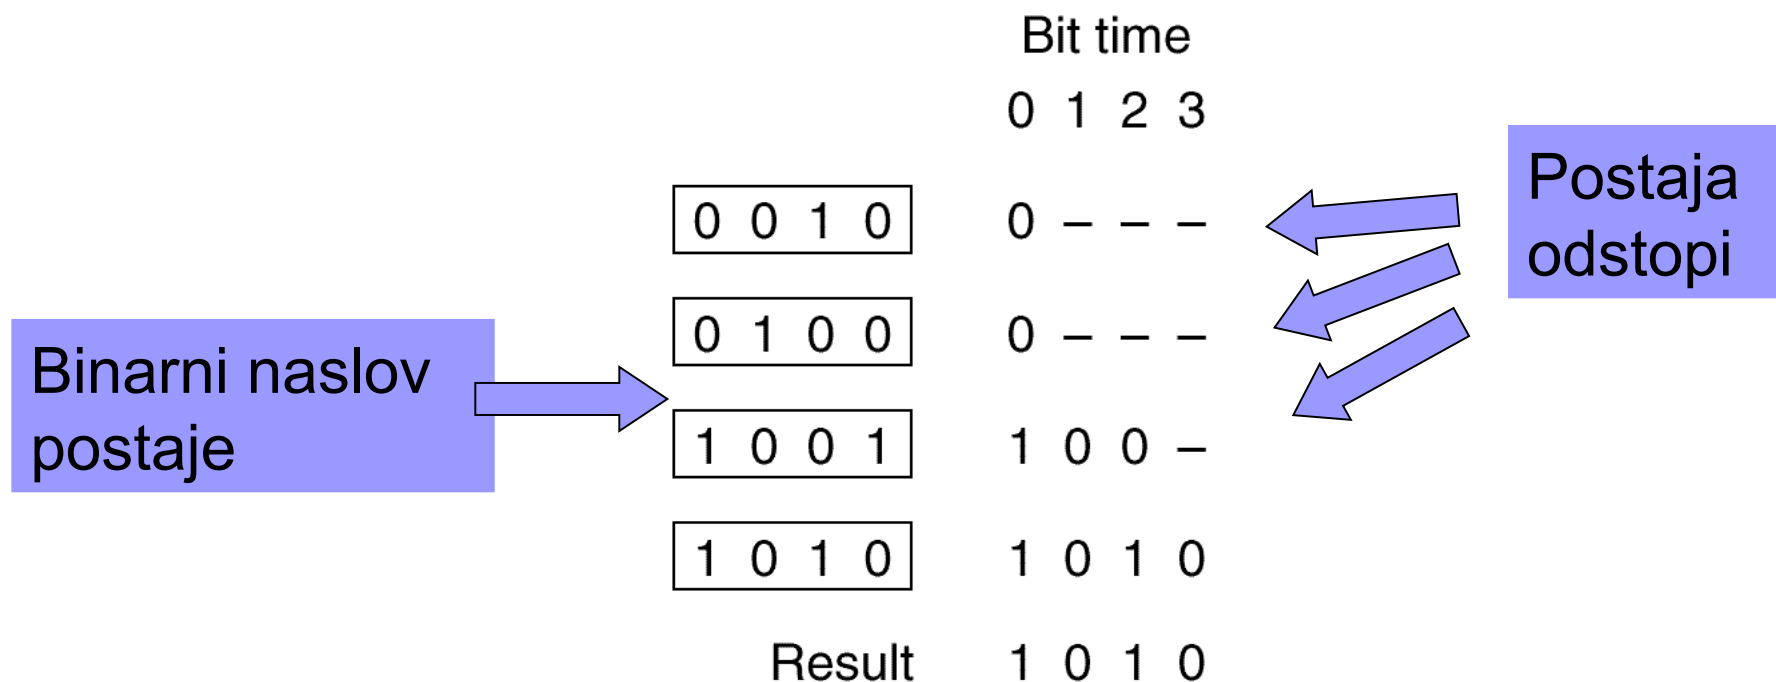 Bit time
0 1 2 3
Postaja
odstopi
0 0 1 0 0 – – –
0 1 0 0 0 – – –
Binarni naslov
postaje
1 0 0 1 1 0 0 –
1 0 1 0 1 0 1 0
Result 1 0 1 0